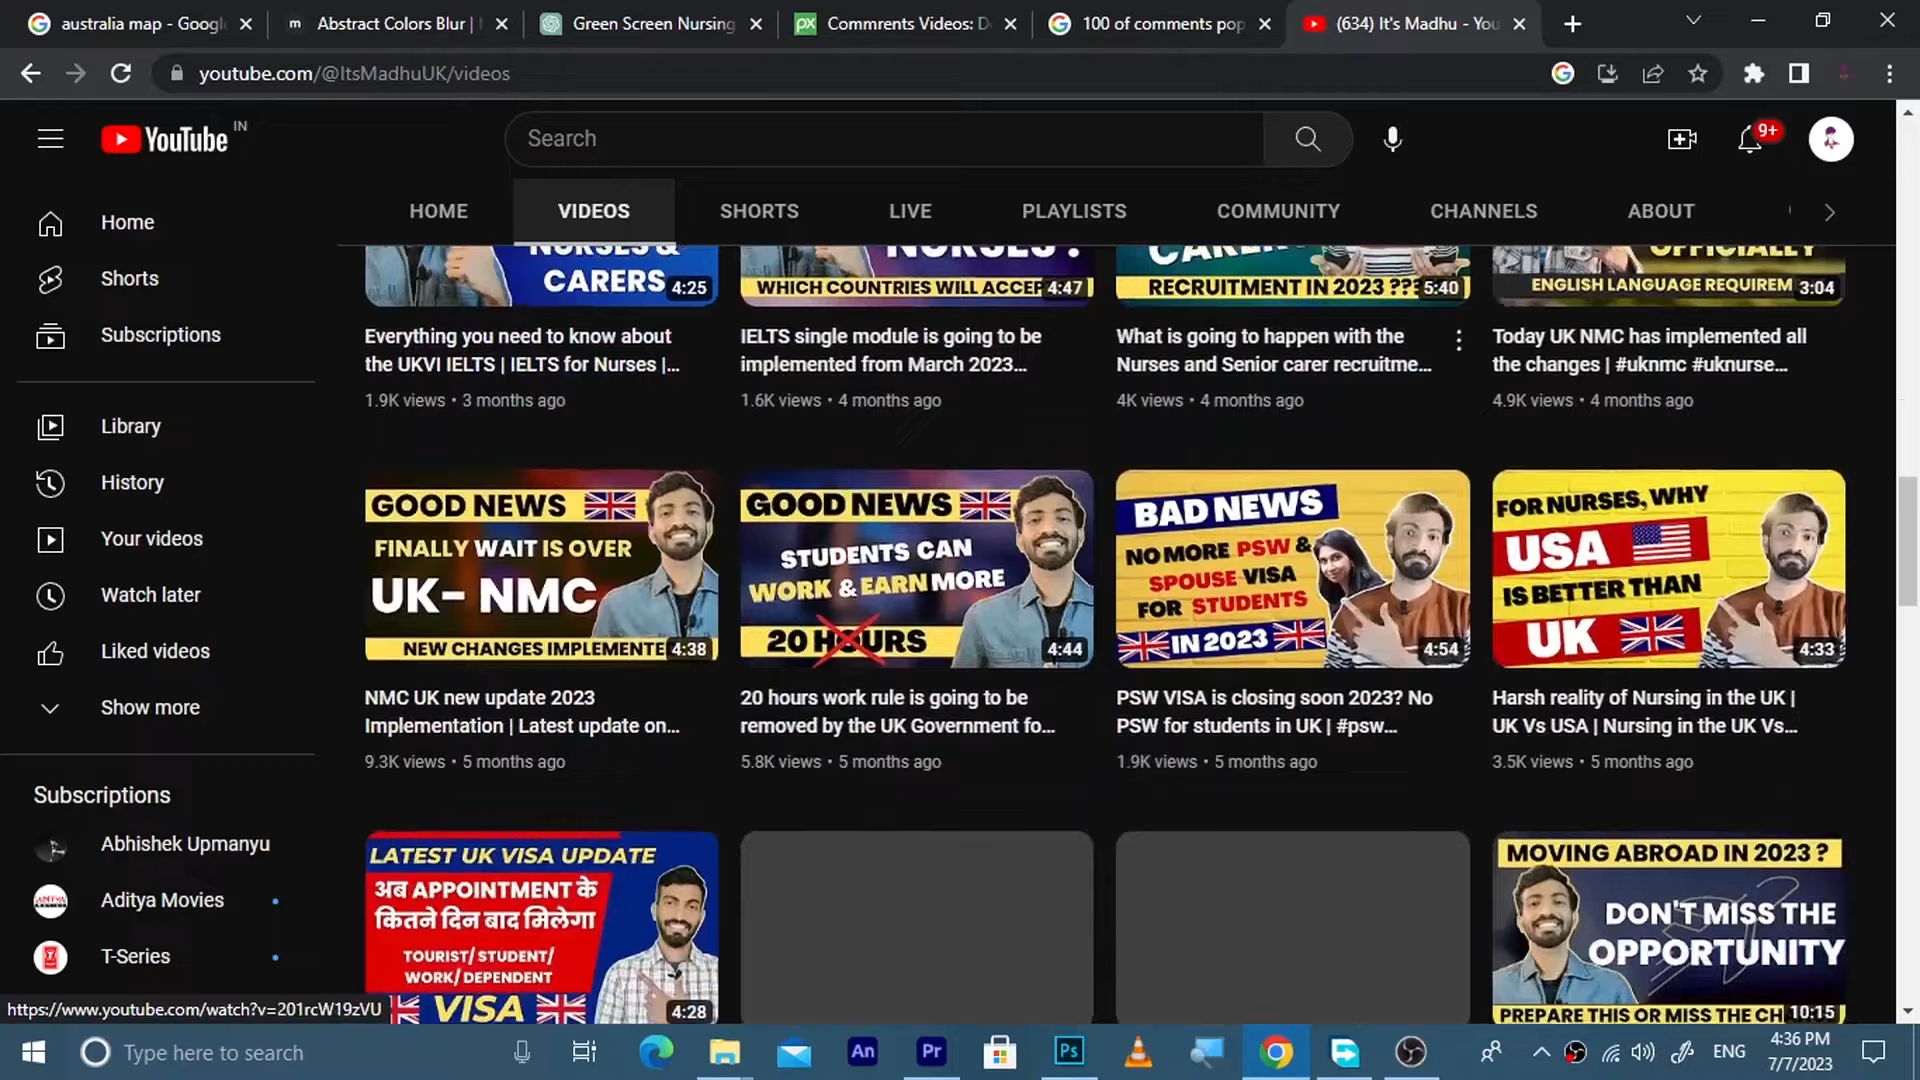 australia map - Googl
Abstract Colors Blur |
Green Screen Nursing
Commrents Videos: D
100 of comments pop
(634) It's Madhu - You
youtube.com/@ItsMadhuUK/videos
YouTube IN
Search
9+
HOME
VIDEOS
SHORTS
LIVE
PLAYLISTS
COMMUNITY
CHANNELS
ABOUT
Home
Shorts
Subscriptions
Library
History
Your videos
Watch later
Liked videos
Show more
Subscriptions
Abhishek Upmanyu
Aditya Movies
T-Series
NURSES &
CARERS
4:25
Everything you need to know about
the UKVI IELTS | IELTS for Nurses |...
1.9K views • 3 months ago
NURSES ?
WHICH COUNTRIES WILL ACCEP
4:47
IELTS single module is going to be
implemented from March 2023...
1.6K views • 4 months ago
CARER
RECRUITMENT IN 2023 ???
5:40
What is going to happen with the
Nurses and Senior carer recruitme...
4K views • 4 months ago
OFFICIALLY
ENGLISH LANGUAGE REQUIREM
3:04
Today UK NMC has implemented all
the changes | #uknmc #uknurse...
4.9K views • 4 months ago
GOOD NEWS
FINALLY WAIT IS OVER
UK- NMC
NEW CHANGES IMPLEMENTE
4:38
NMC UK new update 2023
Implementation | Latest update on...
9.3K views • 5 months ago
GOOD NEWS
STUDENTS CAN
WORK & EARN MORE
20 HOURS
4:44
20 hours work rule is going to be
removed by the UK Government fo...
5.8K views • 5 months ago
BAD NEWS
NO MORE PSW &
SPOUSE VISA
FOR STUDENTS
IN 2023
4:54
PSW VISA is closing soon 2023? No
PSW for students in UK | #psw...
1.9K views • 5 months ago
FOR NURSES, WHY
USA
IS BETTER THAN
UK
4:33
Harsh reality of Nursing in the UK |
UK Vs USA | Nursing in the UK Vs...
3.5K views • 5 months ago
LATEST UK VISA UPDATE
अब APPOINTMENT के
कितने दिन बाद मिलेगा
TOURIST/ STUDENT/
WORK/ DEPENDENT
VISA
4:28
MOVING ABROAD IN 2023 ?
DON'T MISS THE
OPPORTUNITY
PREPARE THIS OR MISS THE CH
10:15
https://www.youtube.com/watch?v=201rcW19zVU
Type here to search
An
Pr
Ps
ENG
4:36 PM
7/7/2023